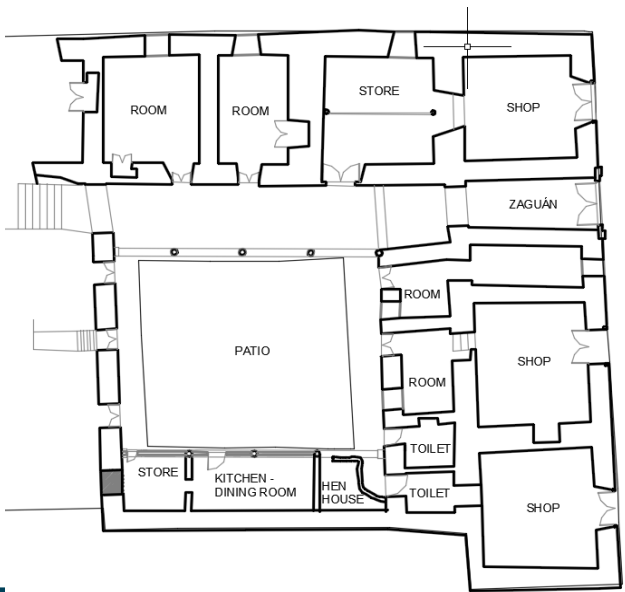 STORE
ROOM
ROOM
SHOP
ZAGUÁN
ROOM
PATIO
SHOP
ROOM
TOILET
STORE
KITCHEN -
DINING ROOM
HEN
HOUSE
TOILET
SHOP